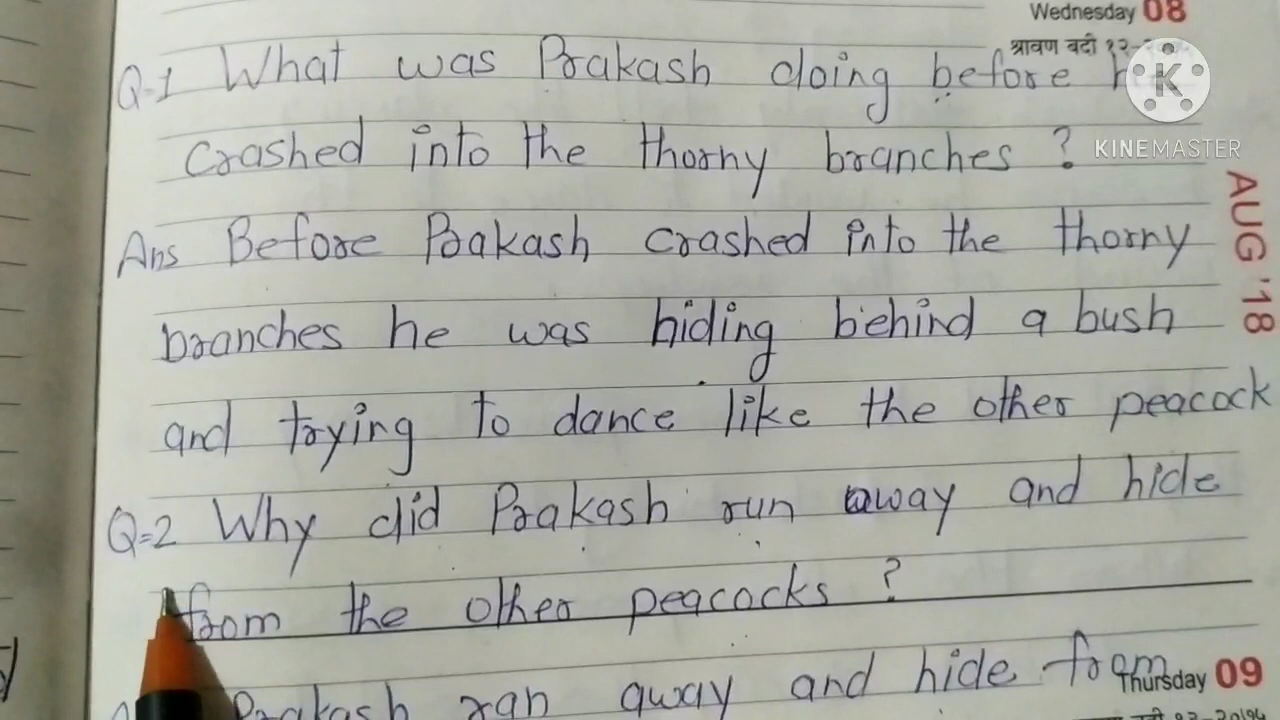 Wednesday 08
श्रावण वदी १२-
Q=1 What was Prakash doing before
KINEMASTER
crashed into the thorny branches ?
AUG '18
Ans Before Prakash crashed into the thorny
branches he was hiding behind a bush
and trying to dance like the other peacock
Q=2 Why did Prakash run away and hide
from the other peacocks ?
Prakash ran away and hide from
Thursday 09